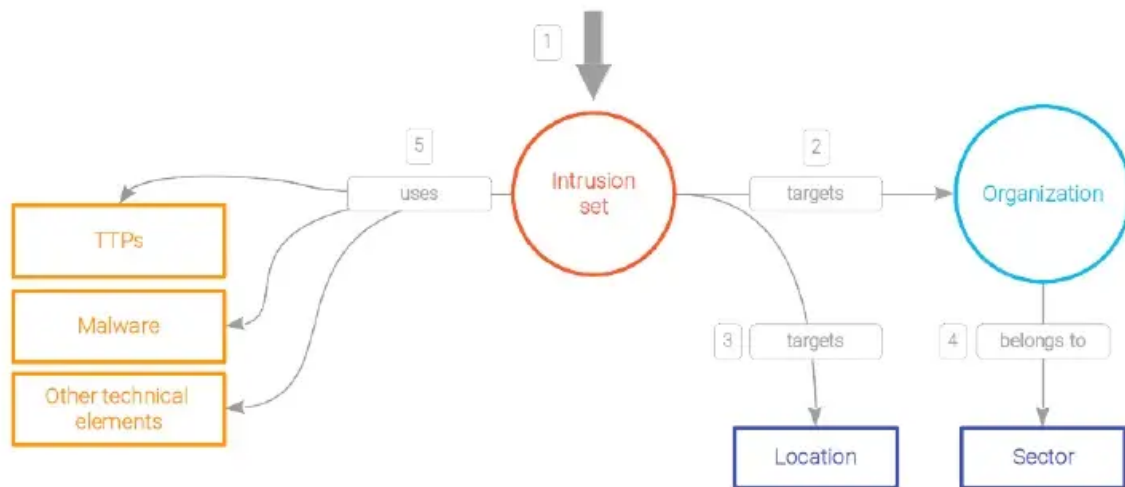 1
5
2
uses
Intrusion
set
targets
Organization
TTPs
Malware
3
targets
4
belongs to
Other technical
elements
Location
Sector